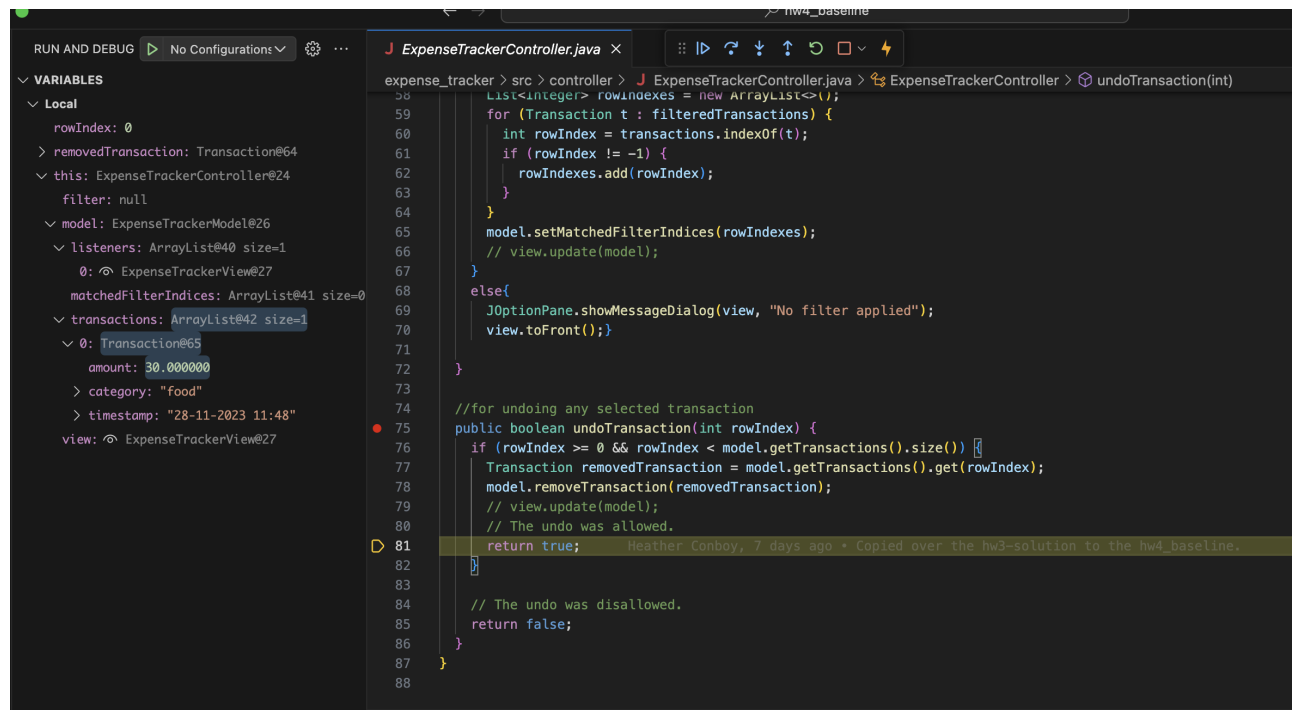 hw4_baseline
RUN AND DEBUG No Configurations
VARIABLES
Local
rowIndex: 0
removedTransaction: Transaction@64
this: ExpenseTrackerController@24
filter: null
model: ExpenseTrackerModel@26
listeners: ArrayList@40 size=1
0: ExpenseTrackerView@27
matchedFilterIndices: ArrayList@41 size=0
transactions: ArrayList@42 size=1
0: Transaction@65
amount: 30.000000
category: "food"
timestamp: "28-11-2023 11:48"
view: ExpenseTrackerView@27
J ExpenseTrackerController.java
expense_tracker > src > controller > J ExpenseTrackerController.java > ExpenseTrackerController > undoTransaction(int)
58 List<Integer> rowIndexes = new ArrayList<>();
59 for (Transaction t : filteredTransactions) {
60 int rowIndex = transactions.indexOf(t);
61 if (rowIndex != -1) {
62 rowIndexes.add(rowIndex);
63 }
64 }
65 model.setMatchedFilterIndices(rowIndexes);
66 // view.update(model);
67 }
68 else{
69 JOptionPane.showMessageDialog(view, "No filter applied");
70 view.toFront();}
71
72 }
73
74 //for undoing any selected transaction
75 public boolean undoTransaction(int rowIndex) {
76 if (rowIndex >= 0 && rowIndex < model.getTransactions().size()) {
77 Transaction removedTransaction = model.getTransactions().get(rowIndex);
78 model.removeTransaction(removedTransaction);
79 // view.update(model);
80 // The undo was allowed.
81 return true; Heather Conboy, 7 days ago • Copied over the hw3-solution to the hw4_baseline.
82 }
83
84 // The undo was disallowed.
85 return false;
86 }
87 }
88